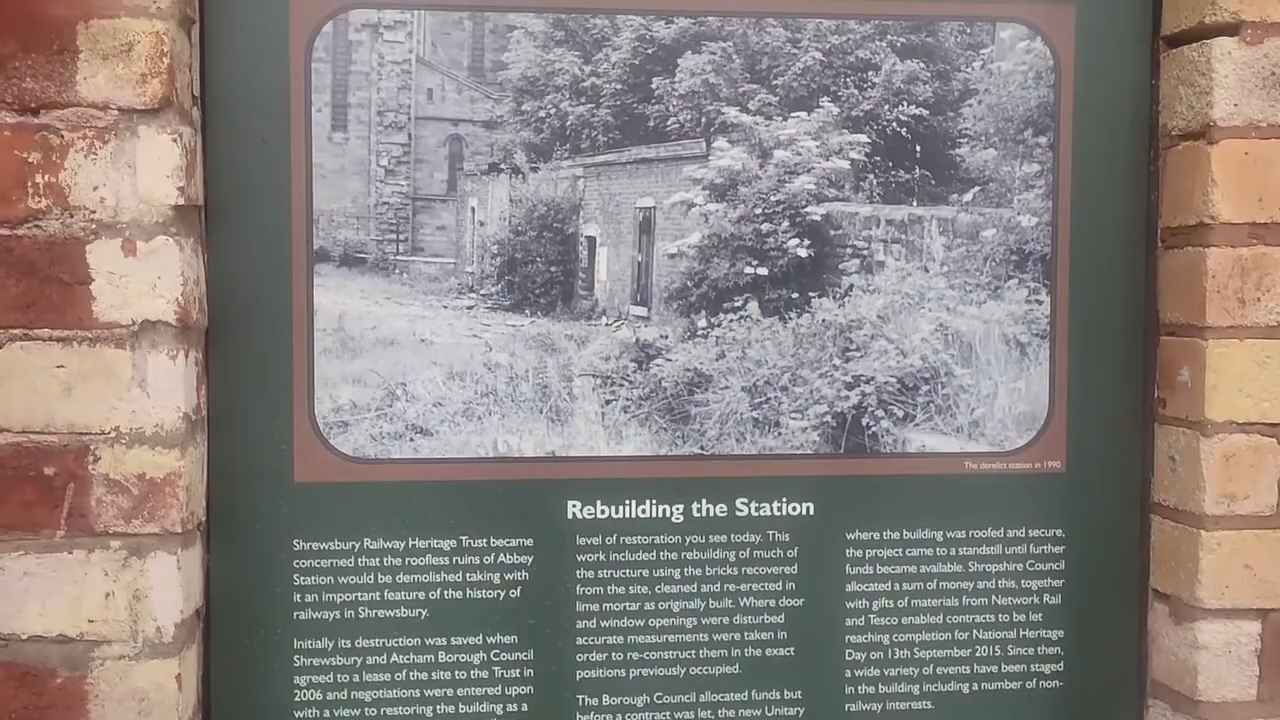 The derelict station in 1990
Rebuilding the Station
Shrewsbury Railway Heritage Trust became
concerned that the roofless ruins of Abbey
Station would be demolished taking with
it an important feature of the history of
railways in Shrewsbury.
Initially its destruction was saved when
Shrewsbury and Atcham Borough Council
agreed to a lease of the site to the Trust in
2006 and negotiations were entered upon
with a view to restoring the building as a
level of restoration you see today. This
work included the rebuilding of much of
the structure using the bricks recovered
from the site, cleaned and re-erected in
lime mortar as originally built. Where door
and window openings were disturbed
accurate measurements were taken in
order to re-construct them in the exact
positions previously occupied.
The Borough Council allocated funds but
before a contract was let, the new Unitary
where the building was roofed and secure,
the project came to a standstill until further
funds became available. Shropshire Council
allocated a sum of money and this, together
with gifts of materials from Network Rail
and Tesco enabled contracts to be let
reaching completion for National Heritage
Day on 13th September 2015. Since then,
a wide variety of events have been staged
in the building including a number of non-
railway interests.